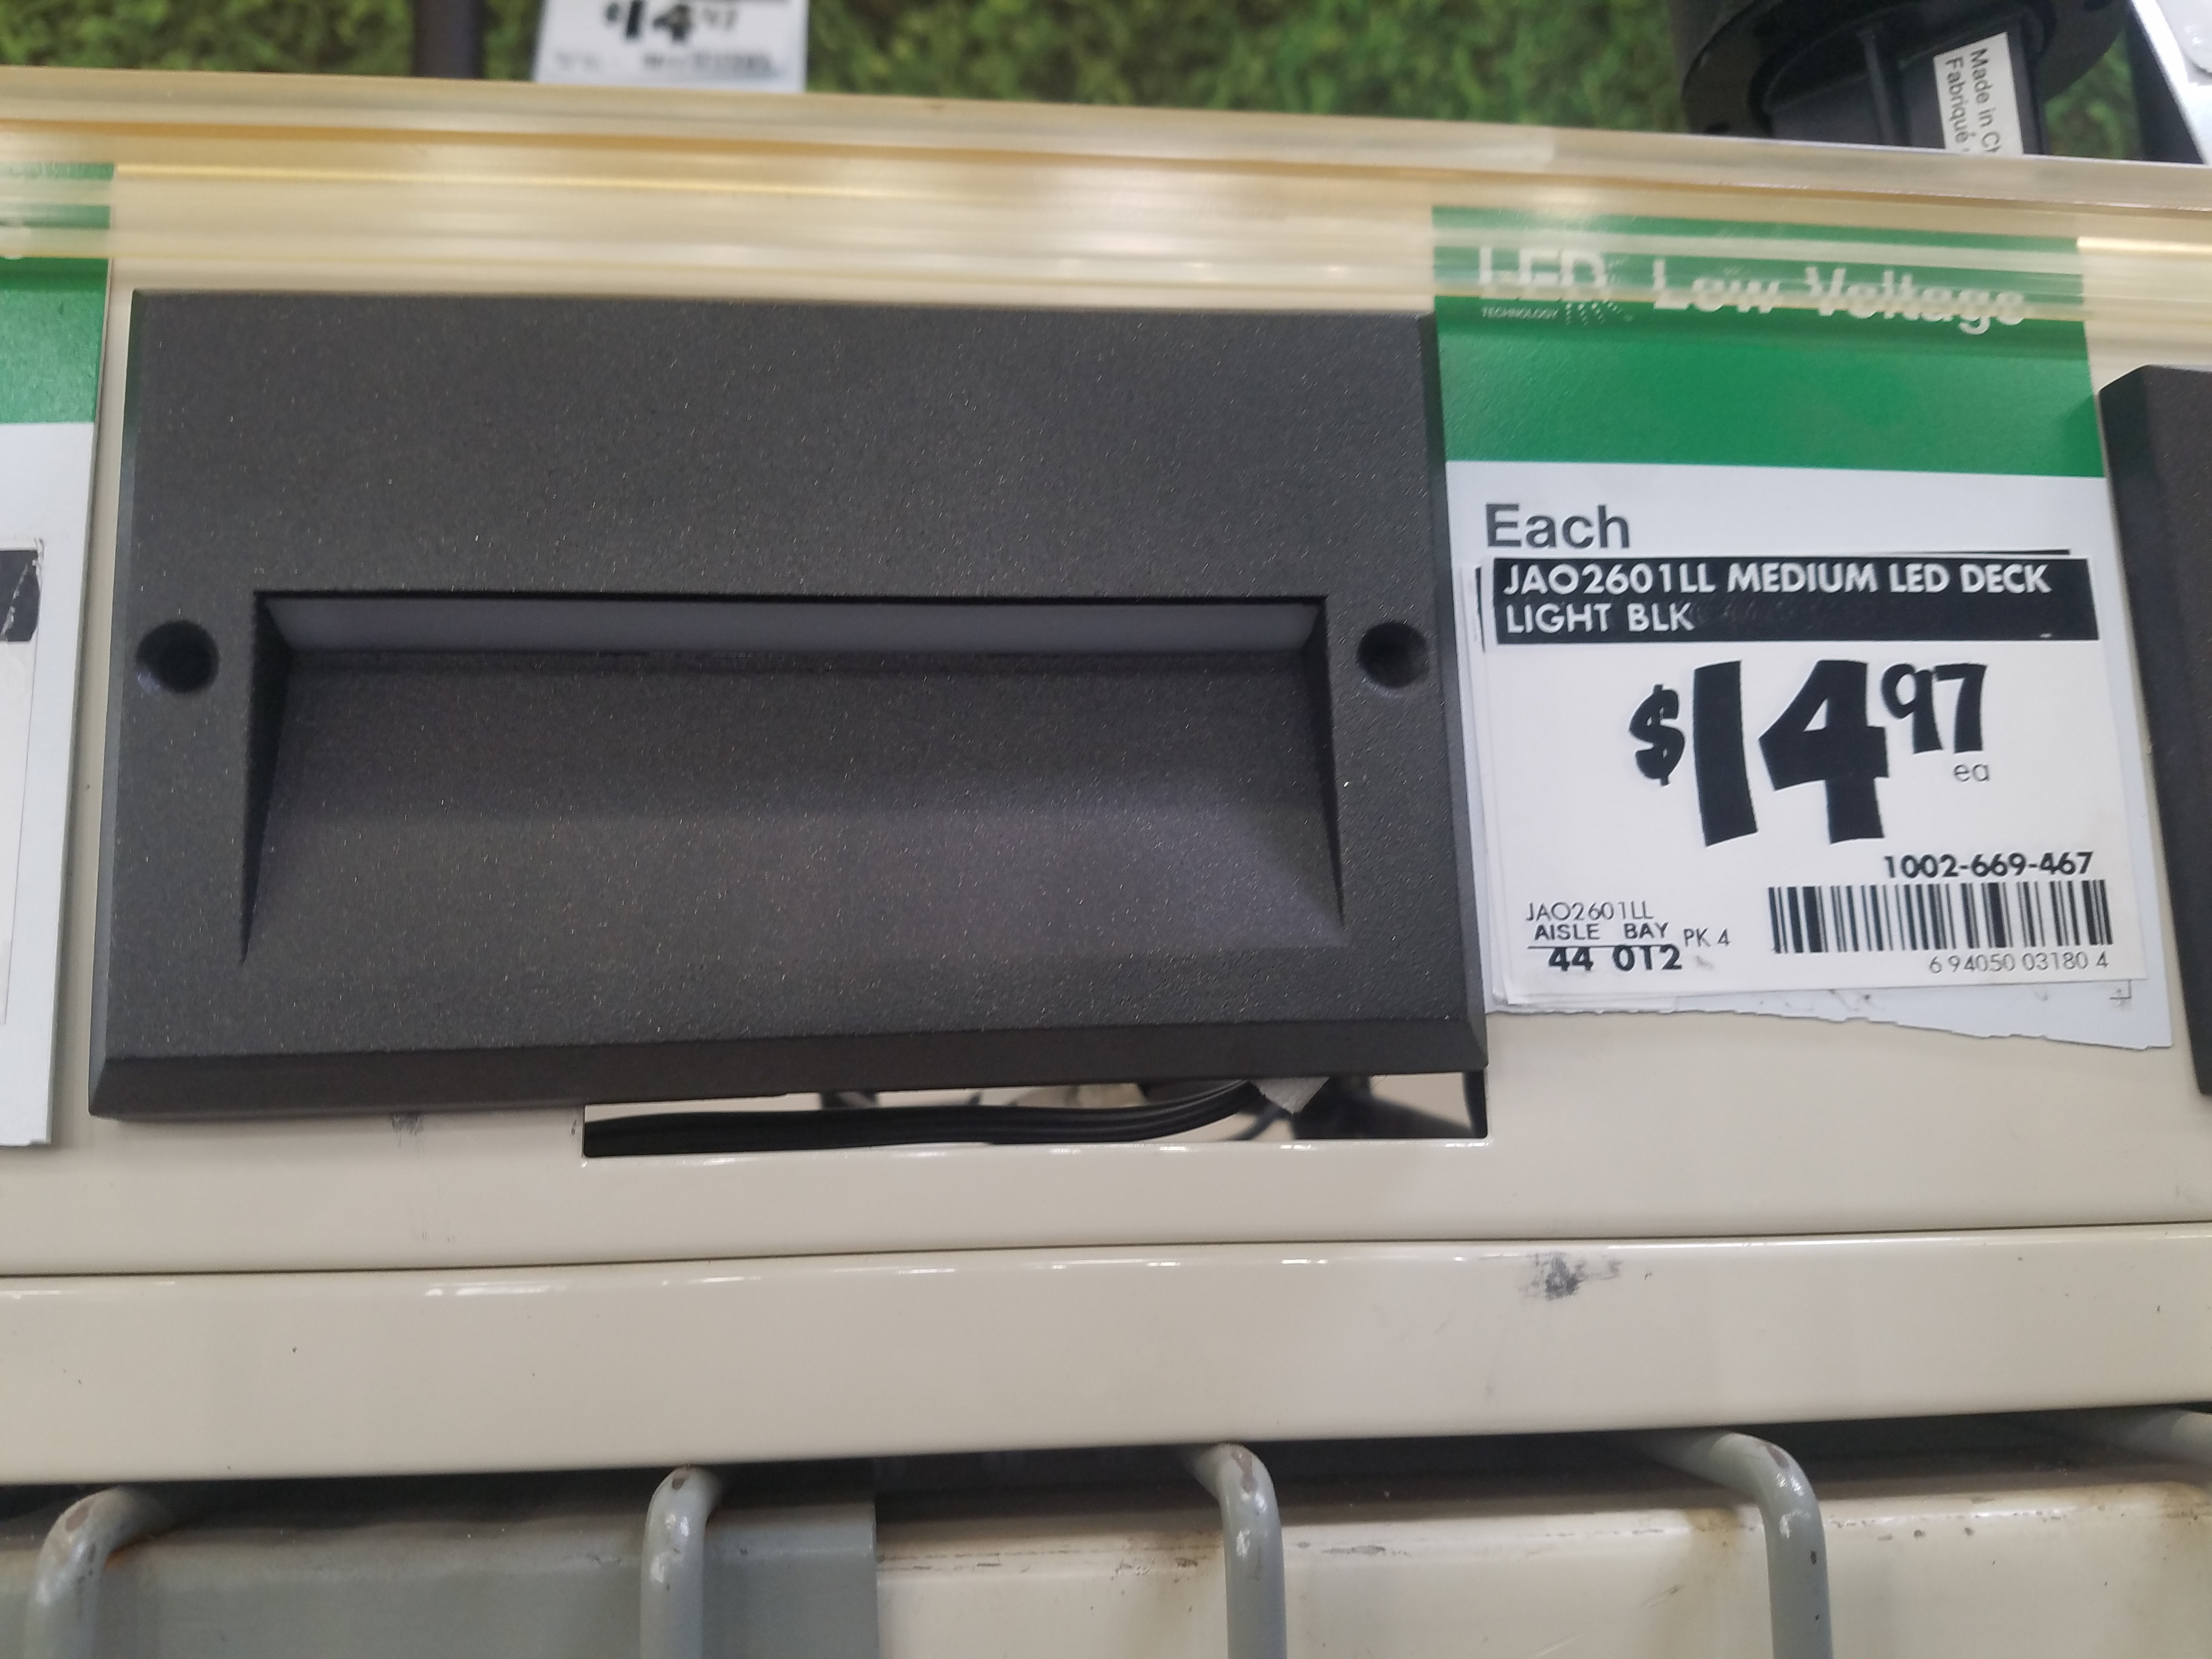 $14 97
Made in Ch
Fabriqué
LED Low Voltage
TECHNOLOGY
Each
JAO2601LL MEDIUM LED DECK
LIGHT BLK
$14 97
ea
1002-669-467
JAO2601LL
AISLE BAY PK 4
44 0T2
6 94050 03180 4